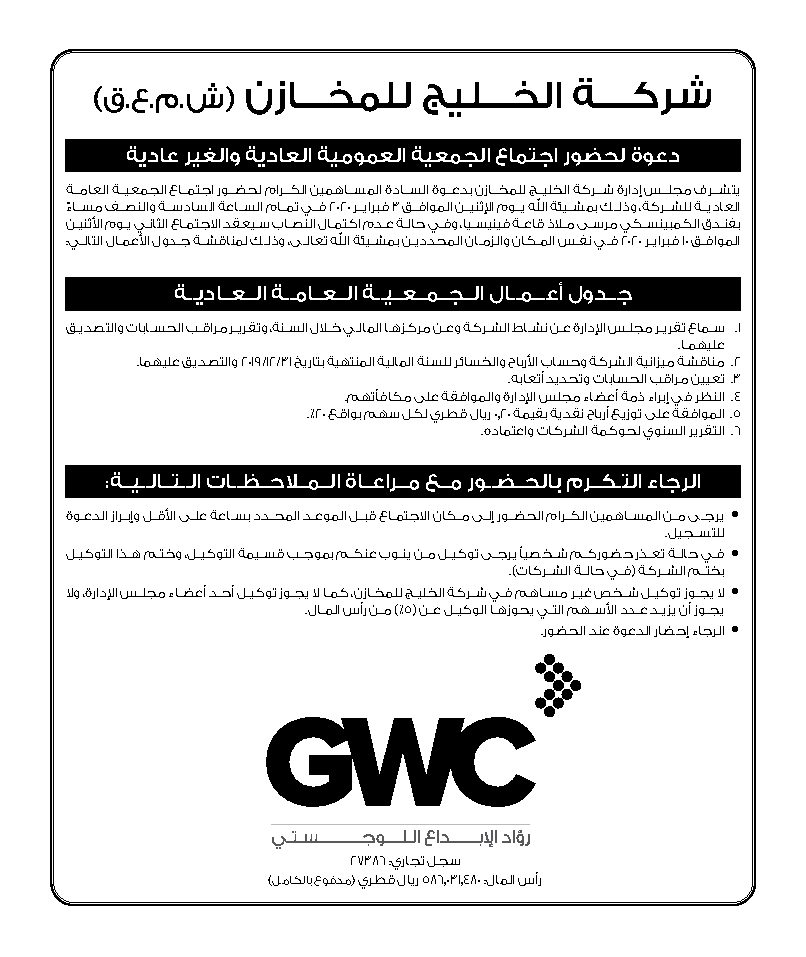 شركة الخليج للمخازن (ش.م.ع.ق)
دعوة لحضور اجتماع الجمعية العمومية العادية والغير عادية
يتشرف مجلس إدارة شركة الخليج للمخازن بدعوة السادة المساهمين الكرام لحضور اجتماع الجمعية العامة
العادية للشركة، وذلك بمشيئة الله يوم الإثنين الموافق ٣ فبراير ٢٠٢٠ في تمام الساعة السادسة والنصف مساءً
بفندق الكمبينسكي مرسى ملاذ قاعة فينيسيا، وفي حالة عدم اكتمال النصاب سيعقد الاجتماع الثاني يوم الأثنين
الموافق ١٠ فبراير ٢٠٢٠ في نفس المكان والزمان المحددين بمشيئة الله تعالى، وذلك لمناقشة جدول الأعمال التالي:
جدول أعمال الجمعية العامة العادية
١. سماع تقرير مجلس الإدارة عن نشاط الشركة وعن مركزها المالي خلال السنة، وتقرير مراقب الحسابات والتصديق
عليهما.
٢. مناقشة ميزانية الشركة وحساب الأرباح والخسائر للسنة المالية المنتهية بتاريخ ٢٠١٩/١٢/٣١ والتصديق عليهما.
٣. تعيين مراقب الحسابات وتحديد أتعابه.
٤. النظر في إبراء ذمة أعضاء مجلس الإدارة والموافقة على مكافأتهم.
٥. الموافقة على توزيع أرباح نقدية بقيمة ٠,٢٠ ريال قطري لكل سهم بواقع ٢٠٪.
٦. التقرير السنوي لحوكمة الشركات واعتماده.
الرجاء التكرم بالحضور مع مراعاة الملاحظات التالية:
• يرجى من المساهمين الكرام الحضور إلى مكان الاجتماع قبل الموعد المحدد بساعة على الأقل وإبراز الدعوة
للتسجيل.
• في حالة تعذر حضوركم شخصياً يرجى توكيل من ينوب عنكم بموجب قسيمة التوكيل، وختم هذا التوكيل
بختم الشركة (في حالة الشركات).
• لا يجوز توكيل شخص غير مساهم في شركة الخليج للمخازن، كما لا يجوز توكيل أحد أعضاء مجلس الإدارة، ولا
يجوز أن يزيد عدد الأسهم التي يحوزها الوكيل عن (٥٪) من رأس المال.
• الرجاء إحضار الدعوة عند الحضور.
GWC
روّاد الإبداع اللوجستي
سجل تجاري: ٢٧٣٨٦
رأس المال: ٥٨٦,٠٣١,٤٨٠ ريال قطري (مدفوع بالكامل)